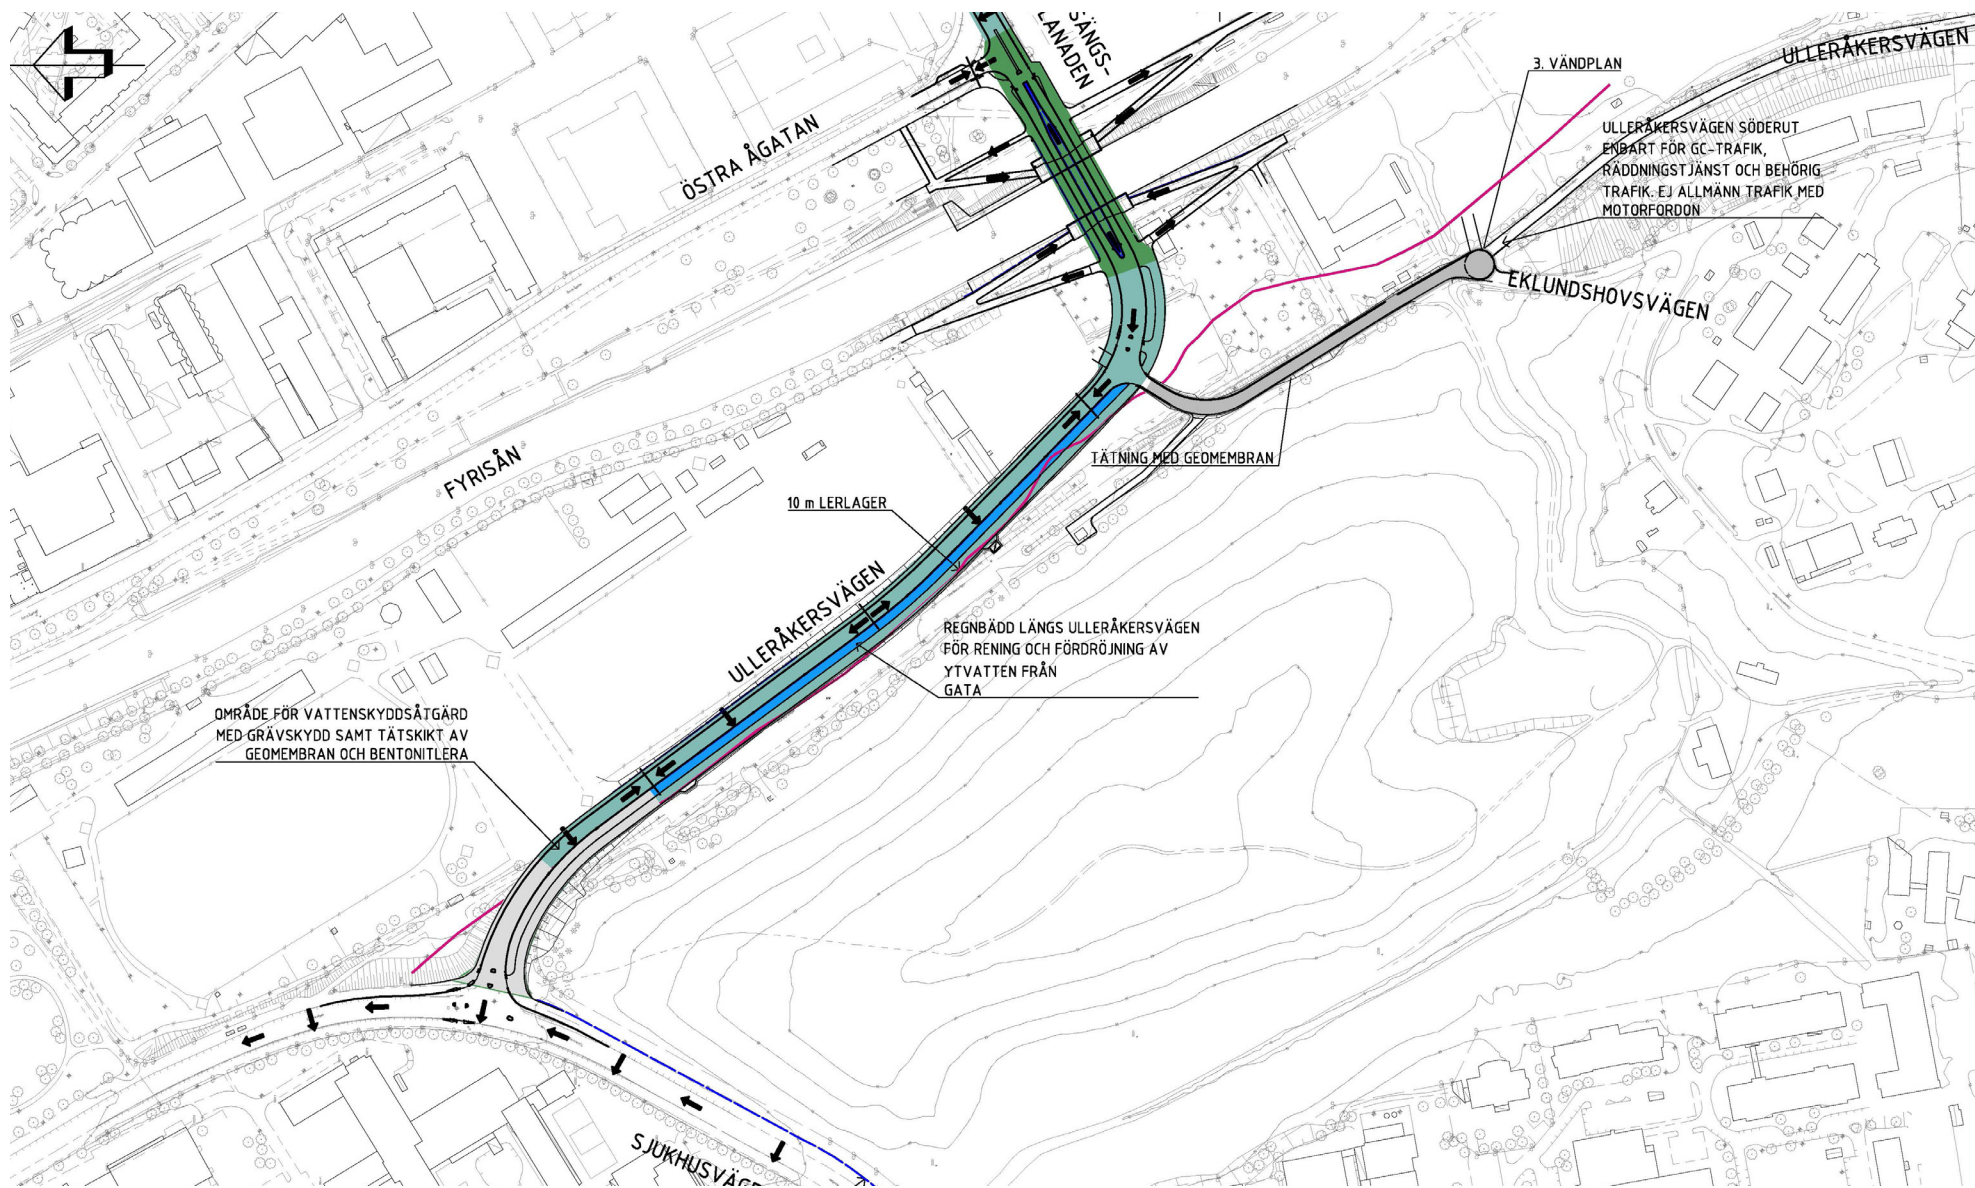 SÄNGS-
LANADEN
ULLERÅKERSVÄGEN
3. VÄNDPLAN
ULLERÅKERSVÄGEN SÖDERUT
ENBART FÖR GC-TRAFIK,
RÄDDNINGSTJÄNST OCH BEHÖRIG
TRAFIK. EJ ALLMÄNN TRAFIK MED
MOTORFORDON
ÖSTRA ÅGATAN
EKLUNDSHOVSVÄGEN
FYRISÅN
TÄTNING MED GEOMEMBRAN
10 m LERLAGER
ULLERÅKERSVÄGEN
REGNBÄDD LÄNGS ULLERÅKERSVÄGEN
FÖR RENING OCH FÖRDRÖJNING AV
YTVATTEN FRÅN
GATA
OMRÅDE FÖR VATTENSKYDDSÅTGÄRD
MED GRÄVSKYDD SAMT TÄTSKIKT AV
GEOMEMBRAN OCH BENTONITLERA
SJUKHUSVÄGE